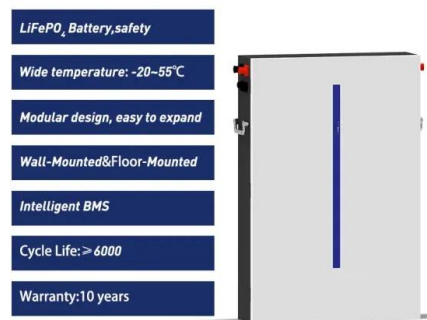 LiFePO₄ Battery,safety
Wide temperature: -20~55℃
Modular design, easy to expand
Wall-Mounted&Floor-Mounted
Intelligent BMS
Cycle Life:≥6000
Warranty:10 years